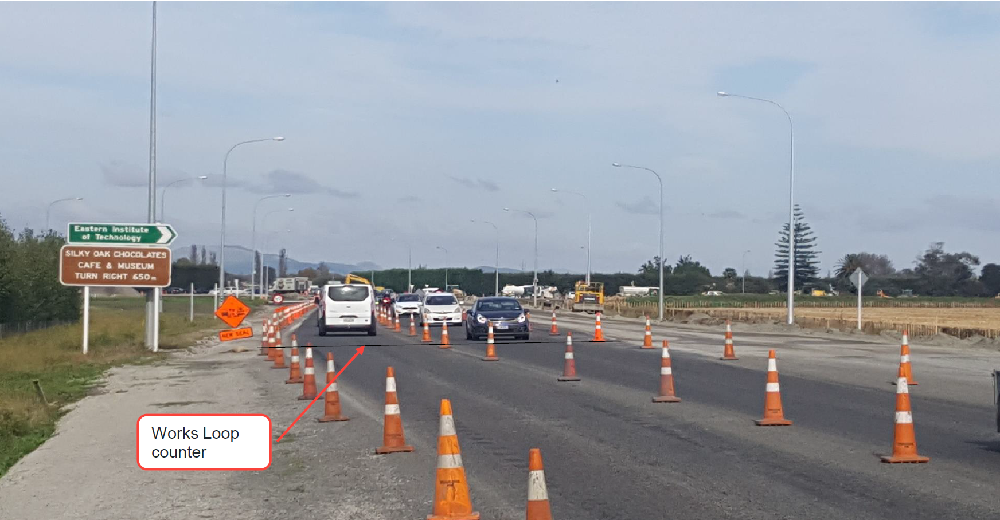 Eastern Institute
of Technology
SILKY OAK CHOCOLATES
CAFE & MUSEUM
TURN RIGHT 650m
NEW SEAL
Works Loop
counter